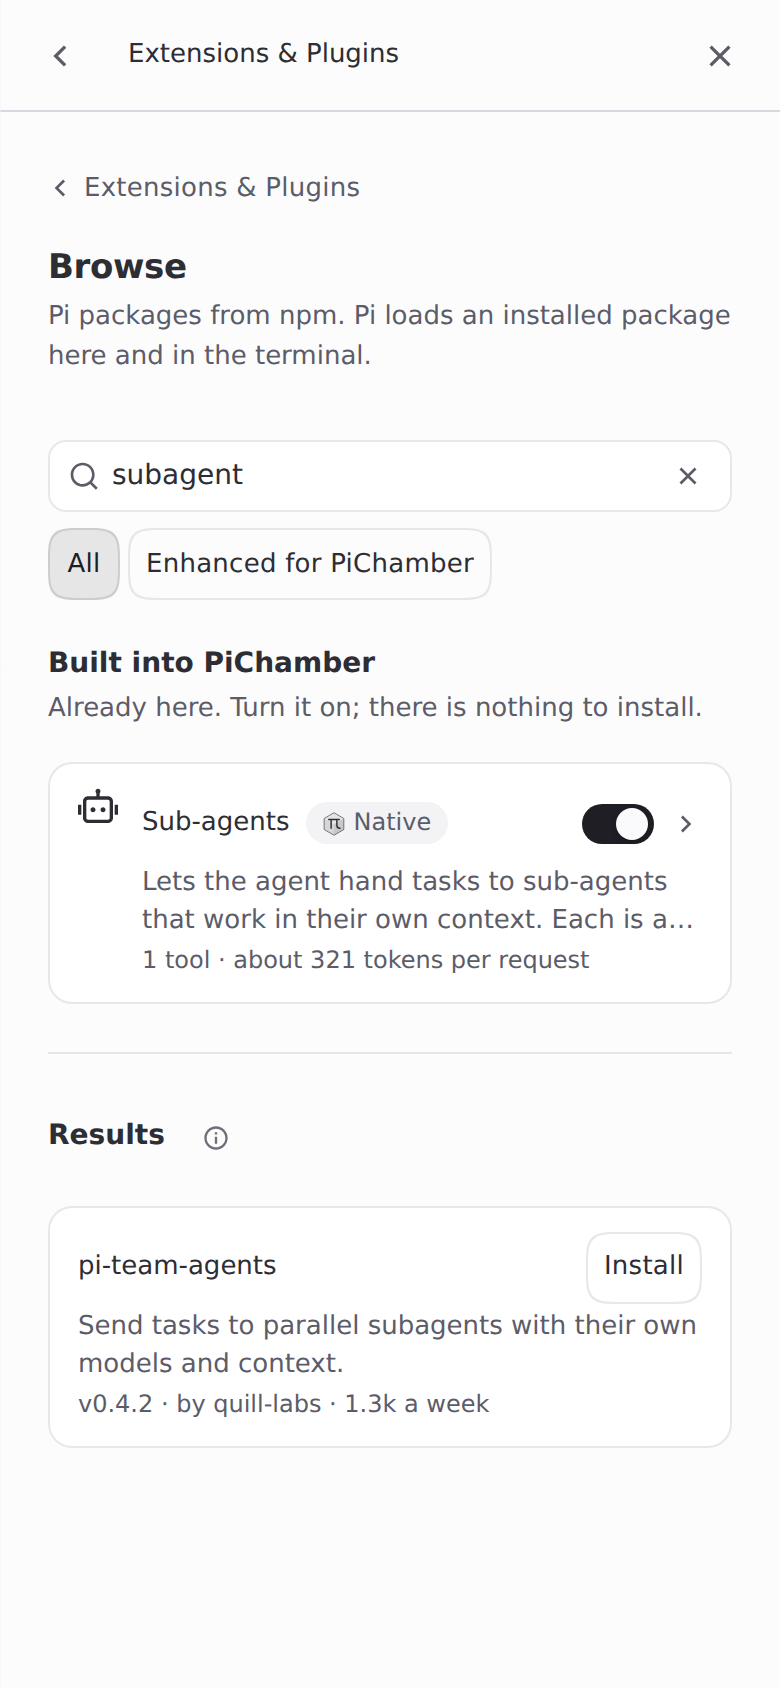 Extensions & Plugins
Extensions & Plugins
Browse
Pi packages from npm. Pi loads an installed package
here and in the terminal.
subagent
All
Enhanced for PiChamber
Built into PiChamber
Already here. Turn it on; there is nothing to install.
Sub-agents
Native
Lets the agent hand tasks to sub-agents
that work in their own context. Each is a…
1 tool · about 321 tokens per request
Results
pi-team-agents
Install
Send tasks to parallel subagents with their own
models and context.
v0.4.2 · by quill-labs · 1.3k a week